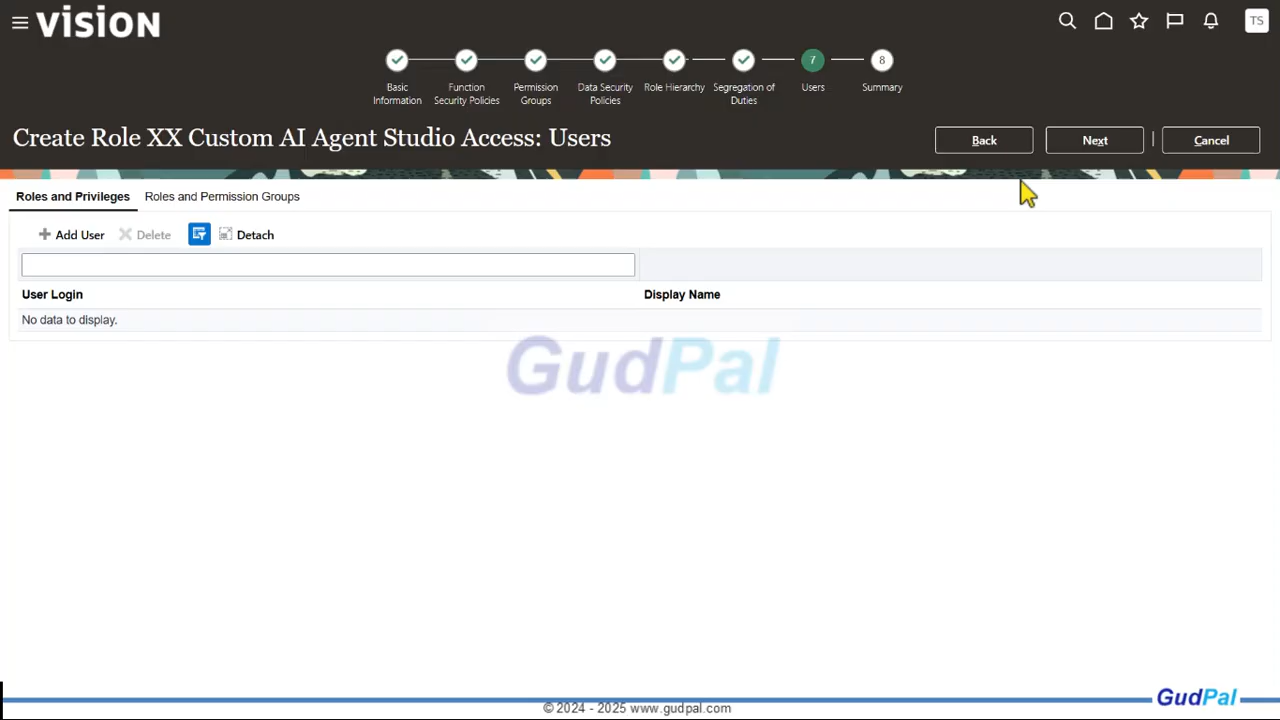 vision
TS
7
8
Basic Information
Function Security Policies
Permission Groups
Data Security Policies
Role Hierarchy
Segregation of Duties
Users
Summary
Create Role XX Custom AI Agent Studio Access: Users
Back
Next
Cancel
Roles and Privileges
Roles and Permission Groups
Add User
Delete
Detach
User Login
Display Name
No data to display.
GudPal
GudPal
© 2024 - 2025 www.gudpal.com